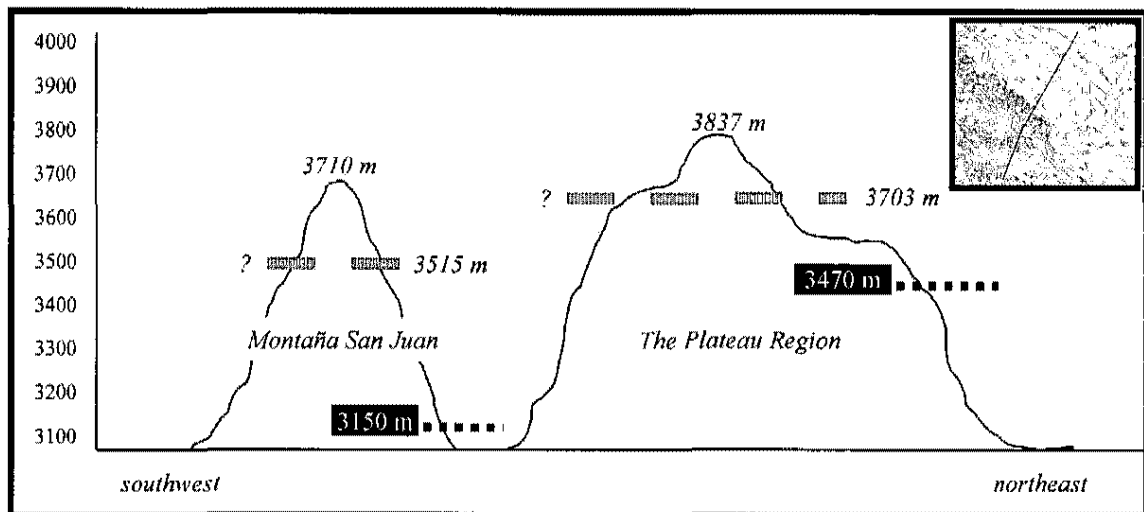 4000
3900
3800
3700
3600
3500
3400
3300
3200
3100
3710 m
3837 m
? 3703 m
? 3515 m
3470 m
Montaña San Juan
The Plateau Region
3150 m
southwest
northeast